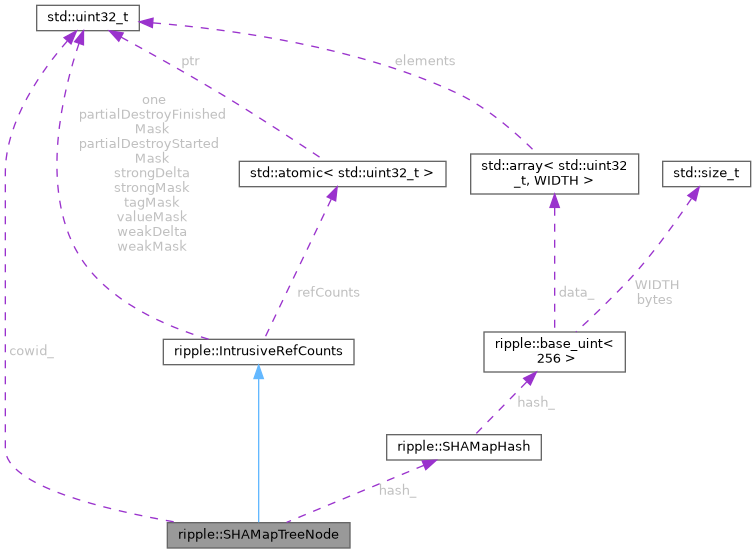 std::uint32_t
ptr
elements
one
partialDestroyFinished
Mask
partialDestroyStarted
Mask
strongDelta
strongMask
tagMask
valueMask
weakDelta
weakMask
std::atomic< std::uint32_t >
std::array< std::uint32
_t, WIDTH >
std::size_t
refCounts
data_
WIDTH
bytes
cowid_
ripple::IntrusiveRefCounts
ripple::base_uint<
256 >
hash_
ripple::SHAMapHash
hash_
ripple::SHAMapTreeNode